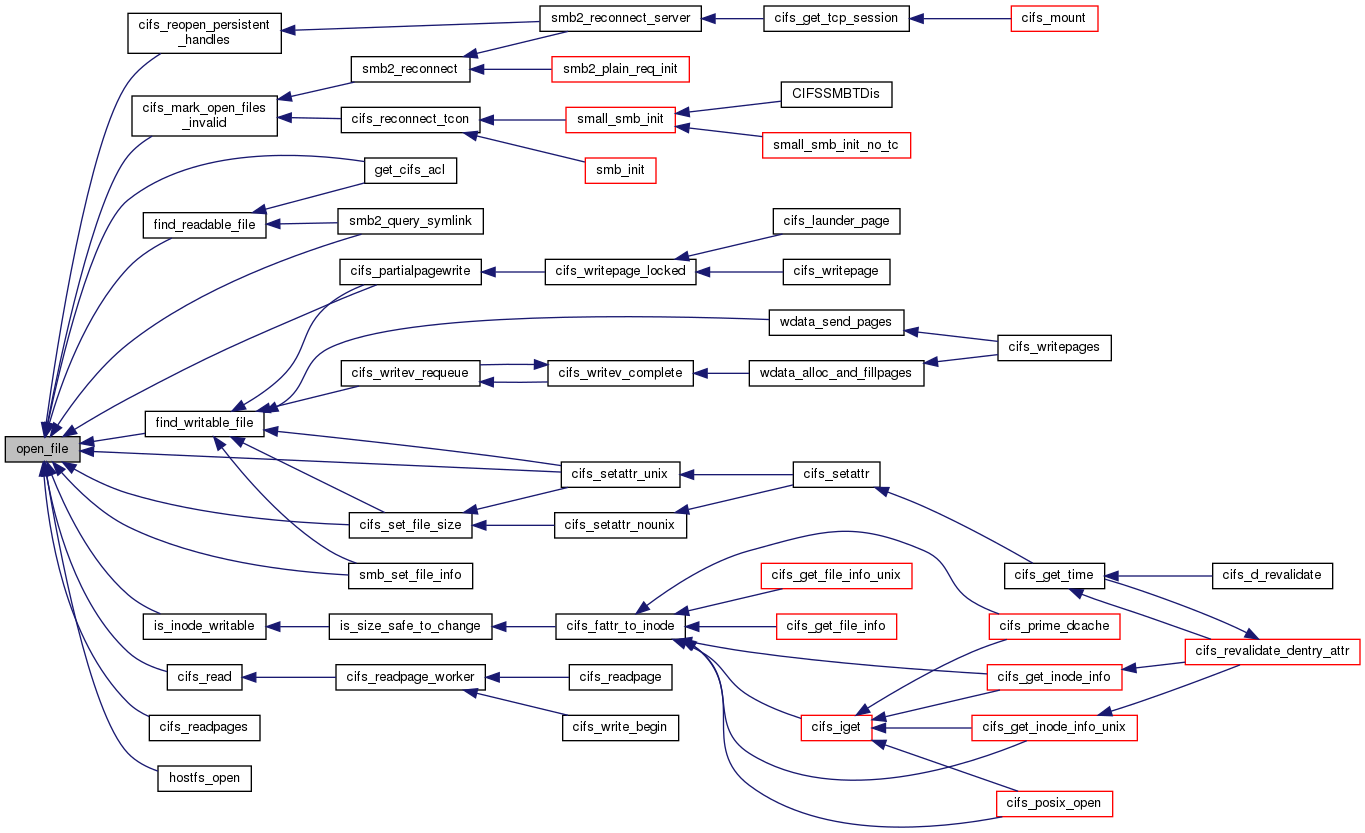 open_file
cifs_reopen_persistent
_handles
cifs_mark_open_files
_invalid
find_readable_file
find_writable_file
is_inode_writable
cifs_read
cifs_readpages
hostfs_open
smb2_reconnect
cifs_reconnect_tcon
get_cifs_acl
smb2_query_symlink
cifs_partialpagewrite
cifs_writev_requeue
cifs_set_file_size
smb_set_file_info
is_size_safe_to_change
cifs_readpage_worker
smb2_reconnect_server
smb2_plain_req_init
small_smb_init
smb_init
cifs_writepage_locked
cifs_writev_complete
cifs_setattr_unix
cifs_setattr_nounix
cifs_fattr_to_inode
cifs_readpage
cifs_write_begin
cifs_get_tcp_session
CIFSSMBTDis
small_smb_init_no_tc
cifs_launder_page
cifs_writepage
wdata_send_pages
wdata_alloc_and_fillpages
cifs_setattr
cifs_get_file_info_unix
cifs_get_file_info
cifs_iget
cifs_mount
cifs_writepages
cifs_get_time
cifs_prime_dcache
cifs_get_inode_info
cifs_get_inode_info_unix
cifs_posix_open
cifs_d_revalidate
cifs_revalidate_dentry_attr